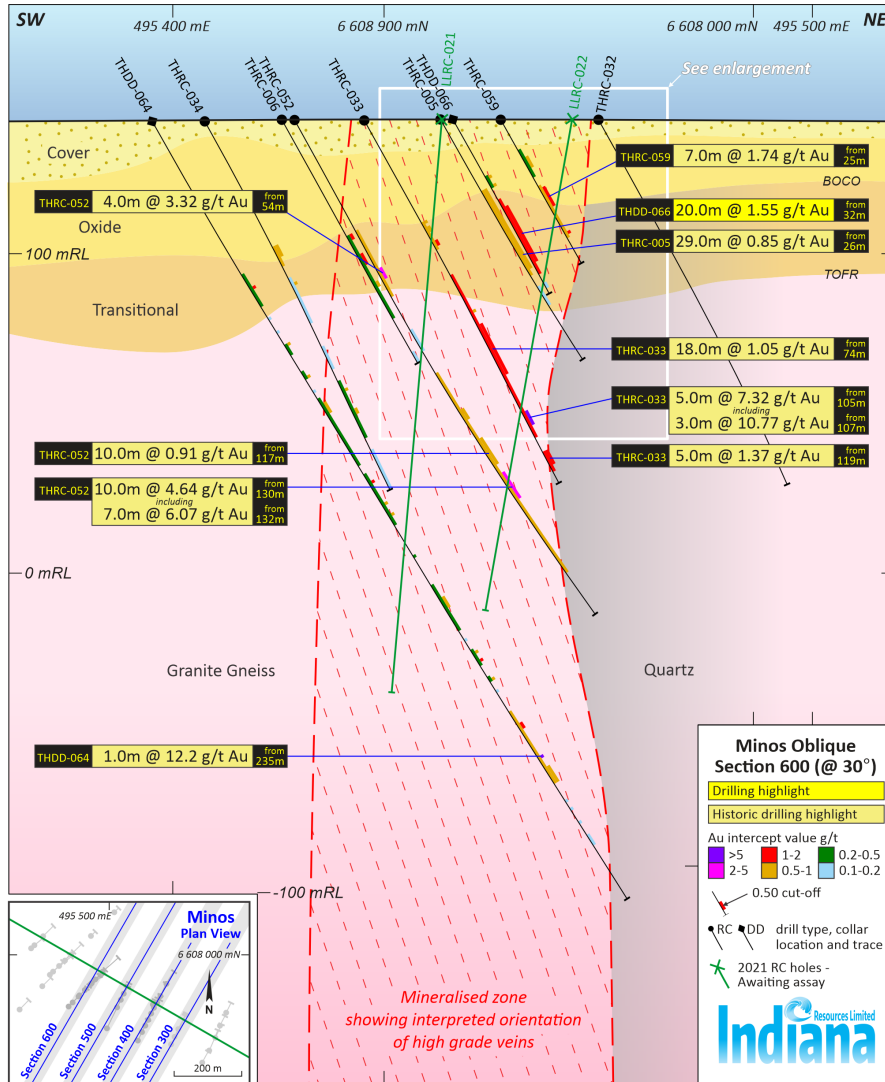 SW
495 400 mE
6 608 900 mN
6 608 000 mN
495 500 mE
NE
THDD-064
THRC-034
THRC-006
THRC-052
THRC-033
THRC-005
THDD-066
LLRC-021
THRC-059
LLRC-022
THRC-032
See enlargement
Cover
THRC-059 7.0m @ 1.74 g/t Au from 25m
BOCO
THRC-052 4.0m @ 3.32 g/t Au from 54m
THDD-066 20.0m @ 1.55 g/t Au from 32m
Oxide
THRC-005 29.0m @ 0.85 g/t Au from 26m
100 mRL
TOFR
Transitional
THRC-033 18.0m @ 1.05 g/t Au from 74m
THRC-033 5.0m @ 7.32 g/t Au from 105m
including
3.0m @ 10.77 g/t Au from 107m
THRC-052 10.0m @ 0.91 g/t Au from 117m
THRC-033 5.0m @ 1.37 g/t Au from 119m
THRC-052 10.0m @ 4.64 g/t Au from 130m
including
7.0m @ 6.07 g/t Au from 132m
0 mRL
Granite Gneiss
Quartz
THDD-064 1.0m @ 12.2 g/t Au from 235m
-100 mRL
Mineralised zone
showing interpreted orientation
of high grade veins
Minos Oblique
Section 600 (@ 30°)
Drilling highlight
Historic drilling highlight
Au intercept value g/t
>5 1-2 0.2-0.5
2-5 0.5-1 0.1-0.2
0.50 cut-off
RC DD drill type, collar
location and trace
2021 RC holes -
Awaiting assay
Resources Limited
Indiana
495 500 mE
Minos
Plan View
6 608 000 mN
N
Section 600
Section 500
Section 400
Section 300
200 m